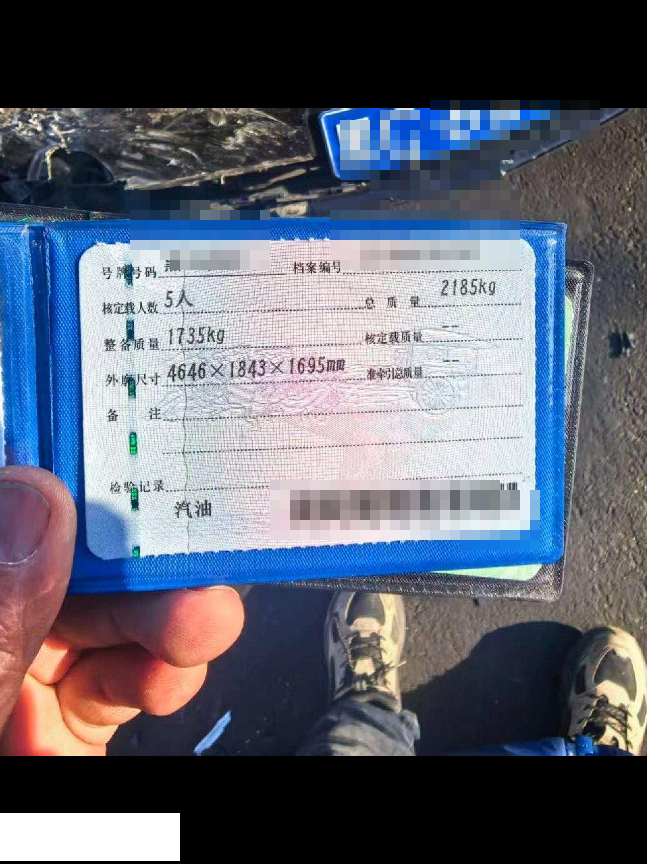 号牌号码 档案编号
核定载人数 5人 总质量 2185kg
整备质量 1735kg 核定载质量 --
外廓尺寸 4646×1843×1695mm 准牵引总质量 --
备注
检验记录
汽油